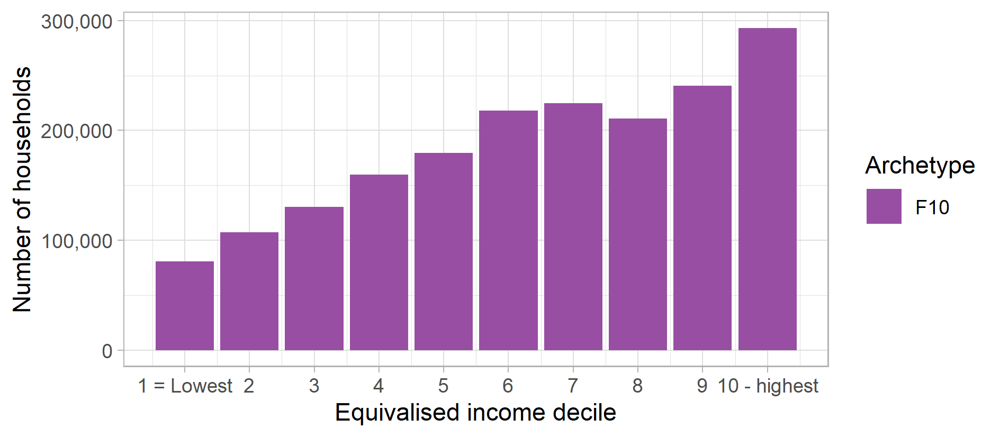 Number of households
300,000
200,000
100,000
0
1 = Lowest 2 3 4 5 6 7 8 9 10 - highest
Equivalised income decile
Archetype
F10